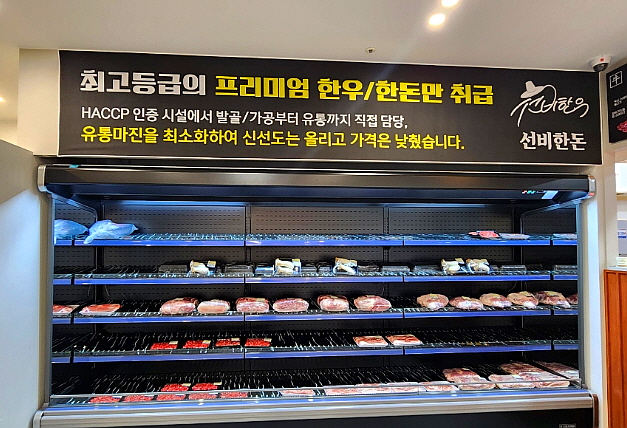 최고등급의 프리미엄 한우/한돈만 취급
HACCP 인증 시설에서 발골/가공부터 유통까지 직접 담당,
유통마진을 최소화하여 신선도는 올리고 가격은 낮췄습니다.
선비한우
선비한돈